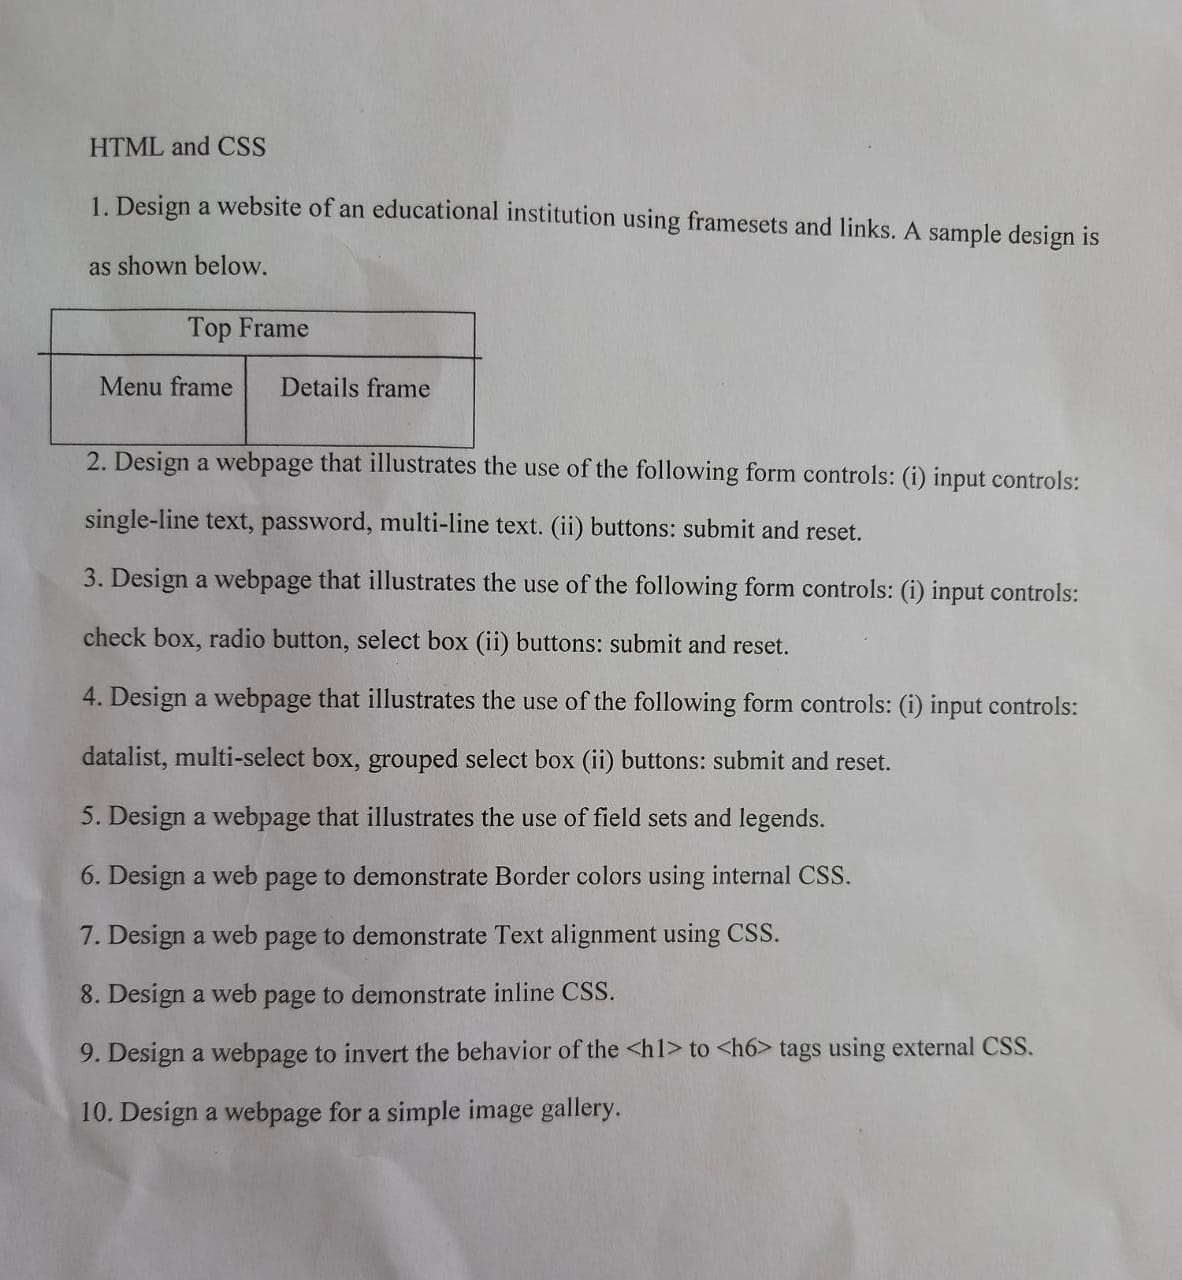 HTML and CSS
1. Design a website of an educational institution using framesets and links. A sample design is
as shown below.
Top Frame
Menu frame Details frame
2. Design a webpage that illustrates the use of the following form controls: (i) input controls:
single-line text, password, multi-line text. (ii) buttons: submit and reset.
3. Design a webpage that illustrates the use of the following form controls: (i) input controls:
check box, radio button, select box (ii) buttons: submit and reset.
4. Design a webpage that illustrates the use of the following form controls: (i) input controls:
datalist, multi-select box, grouped select box (ii) buttons: submit and reset.
5. Design a webpage that illustrates the use of field sets and legends.
6. Design a web page to demonstrate Border colors using internal CSS.
7. Design a web page to demonstrate Text alignment using CSS.
8. Design a web page to demonstrate inline CSS.
9. Design a webpage to invert the behavior of the <h1> to <h6> tags using external CSS.
10. Design a webpage for a simple image gallery.